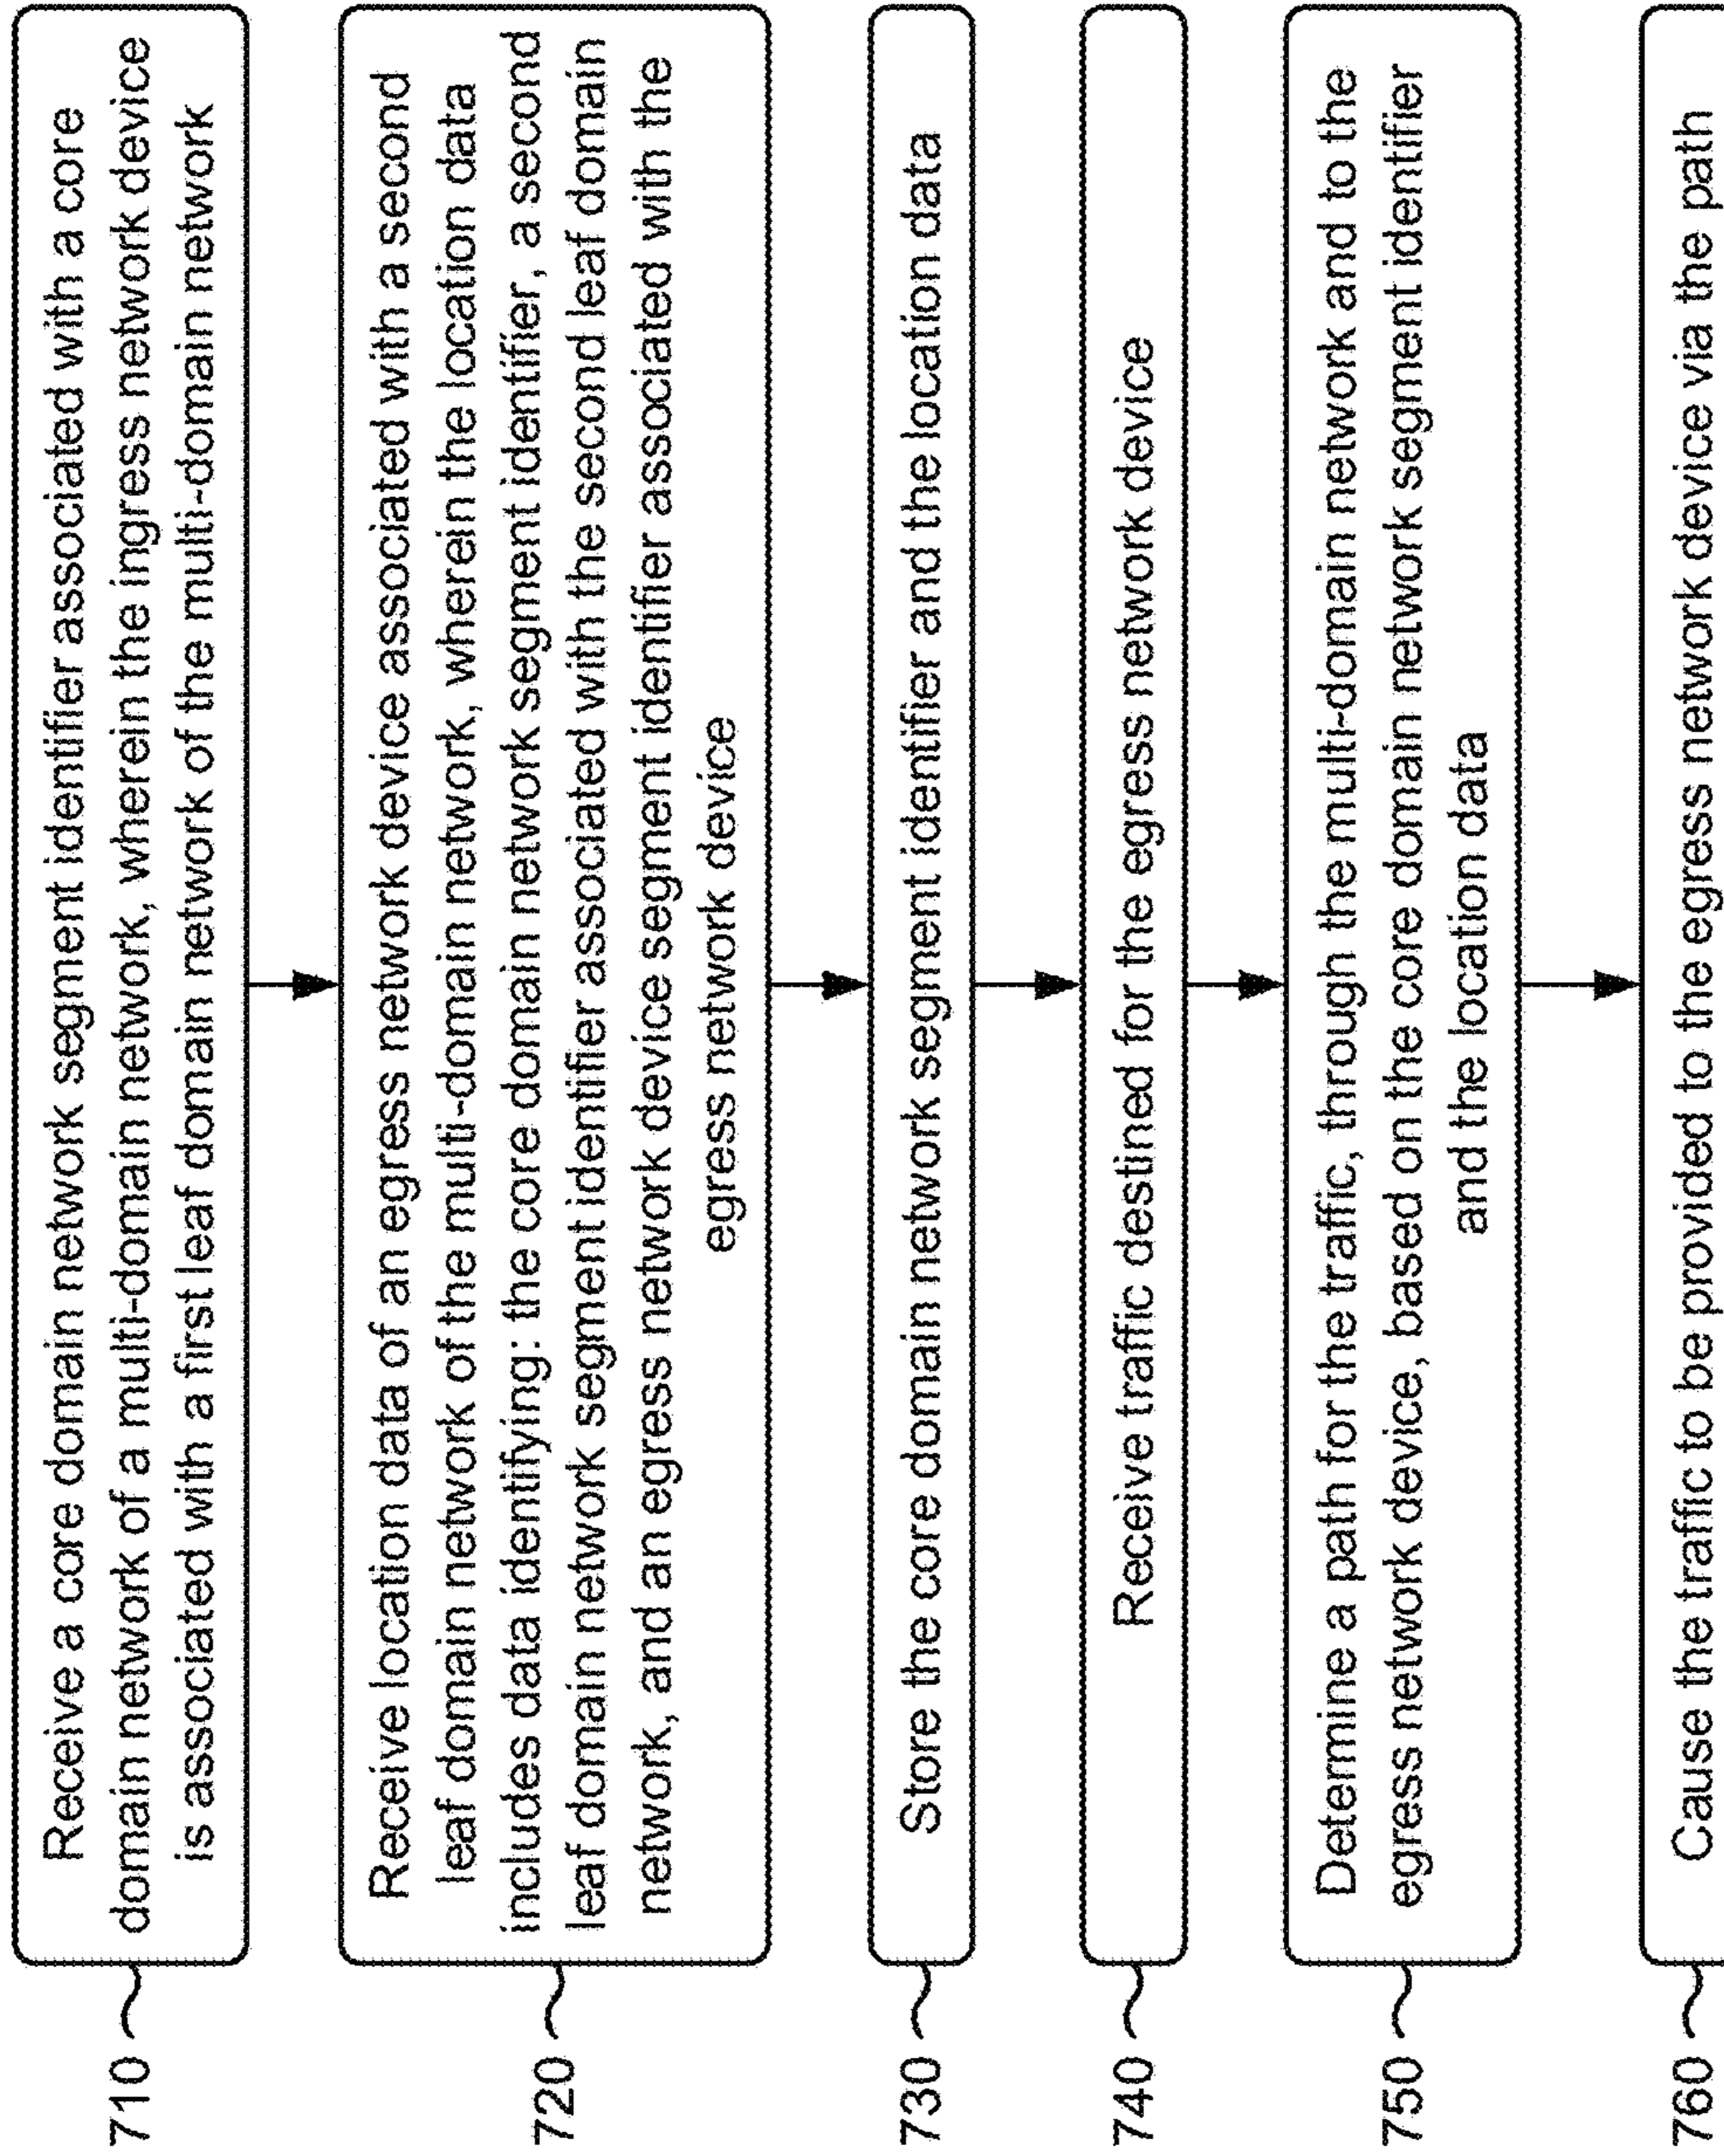 710
Receive a core domain network segment identifier associated with a core
domain network of a multi-domain network, wherein the ingress network device
is associated with a first leaf domain network of the multi-domain network
720
Receive location data of an egress network device associated with a second
leaf domain network of the multi-domain network, wherein the location data
includes data identifying: the core domain network segment identifier, a second
leaf domain network segment identifier associated with the second leaf domain
network, and an egress network device segment identifier associated with the
egress network device
730
Store the core domain network segment identifier and the location data
740
Receive traffic destined for the egress network device
750
Determine a path for the traffic, through the multi-domain network and to the
egress network device, based on the core domain network segment identifier
and the location data
760
Cause the traffic to be provided to the egress network device via the path